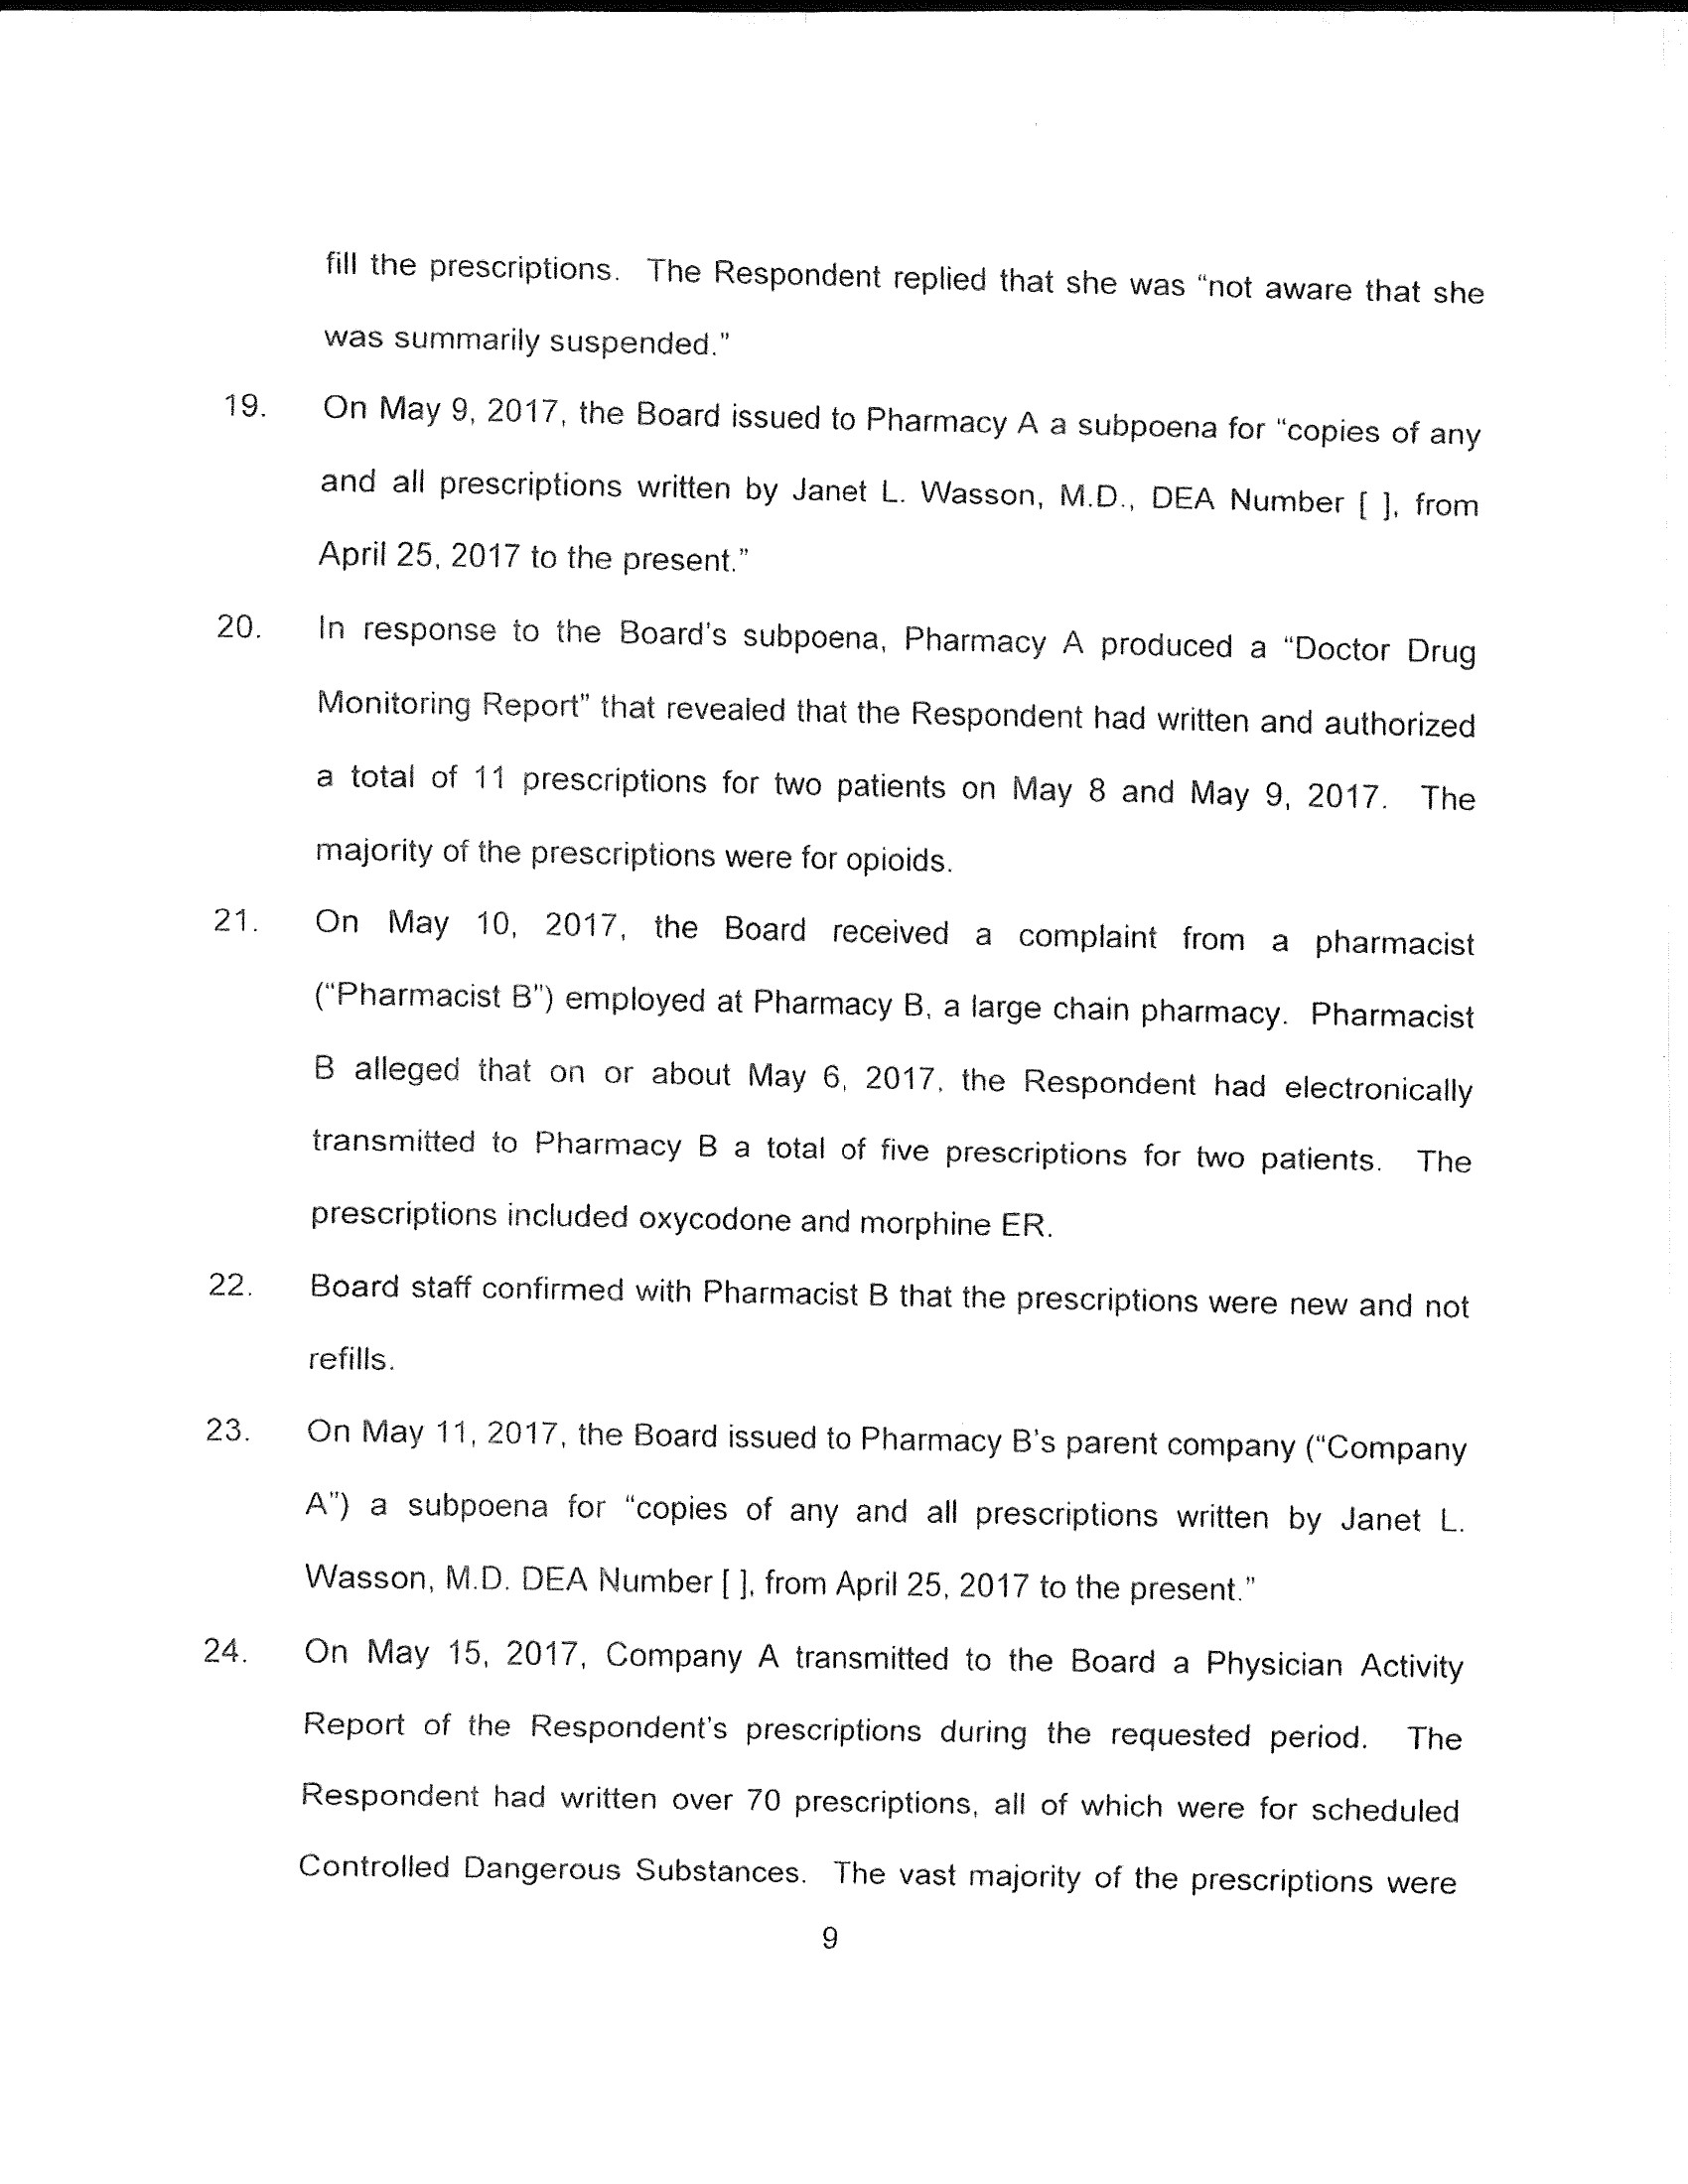 fill the prescriptions. The Respondent replied that she was “not aware that she
was summarily suspended.”
19. On May 9, 2017, the Board issued to Pharmacy A a subpoena for “copies of any
and all prescriptions written by Janet L. Wasson, M.D., DEA Number [ ], from
April 25, 2017 to the present.”
20. In response to the Board's subpoena, Pharmacy A produced a “Doctor Drug
Monitoring Report” that revealed that the Respondent had written and authorized
a total of 11 prescriptions for two patients on May 8 and May 9, 2017. The
majority of the prescriptions were for opioids.
21. On May 10, 2017, the Board received a complaint from a pharmacist
(“Pharmacist B”) employed at Pharmacy B, a large chain pharmacy. Pharmacist
B alleged that on or about May 6, 2017, the Respondent had electronically
transmitted to Pharmacy B a total of five prescriptions for two patients. The
prescriptions included oxycodone and morphine ER.
22. Board staff confirmed with Pharmacist B that the prescriptions were new and not
refills.
23. On May 11, 2017, the Board issued to Pharmacy B's parent company (“Company
A”) a subpoena for “copies of any and all prescriptions written by Janet L.
Wasson, M.D. DEA Number [ ], from April 25, 2017 to the present.”
24. On May 15, 2017, Company A transmitted to the Board a Physician Activity
Report of the Respondent's prescriptions during the requested period. The
Respondent had written over 70 prescriptions, all of which were for scheduled
Controlled Dangerous Substances. The vast majority of the prescriptions were
9